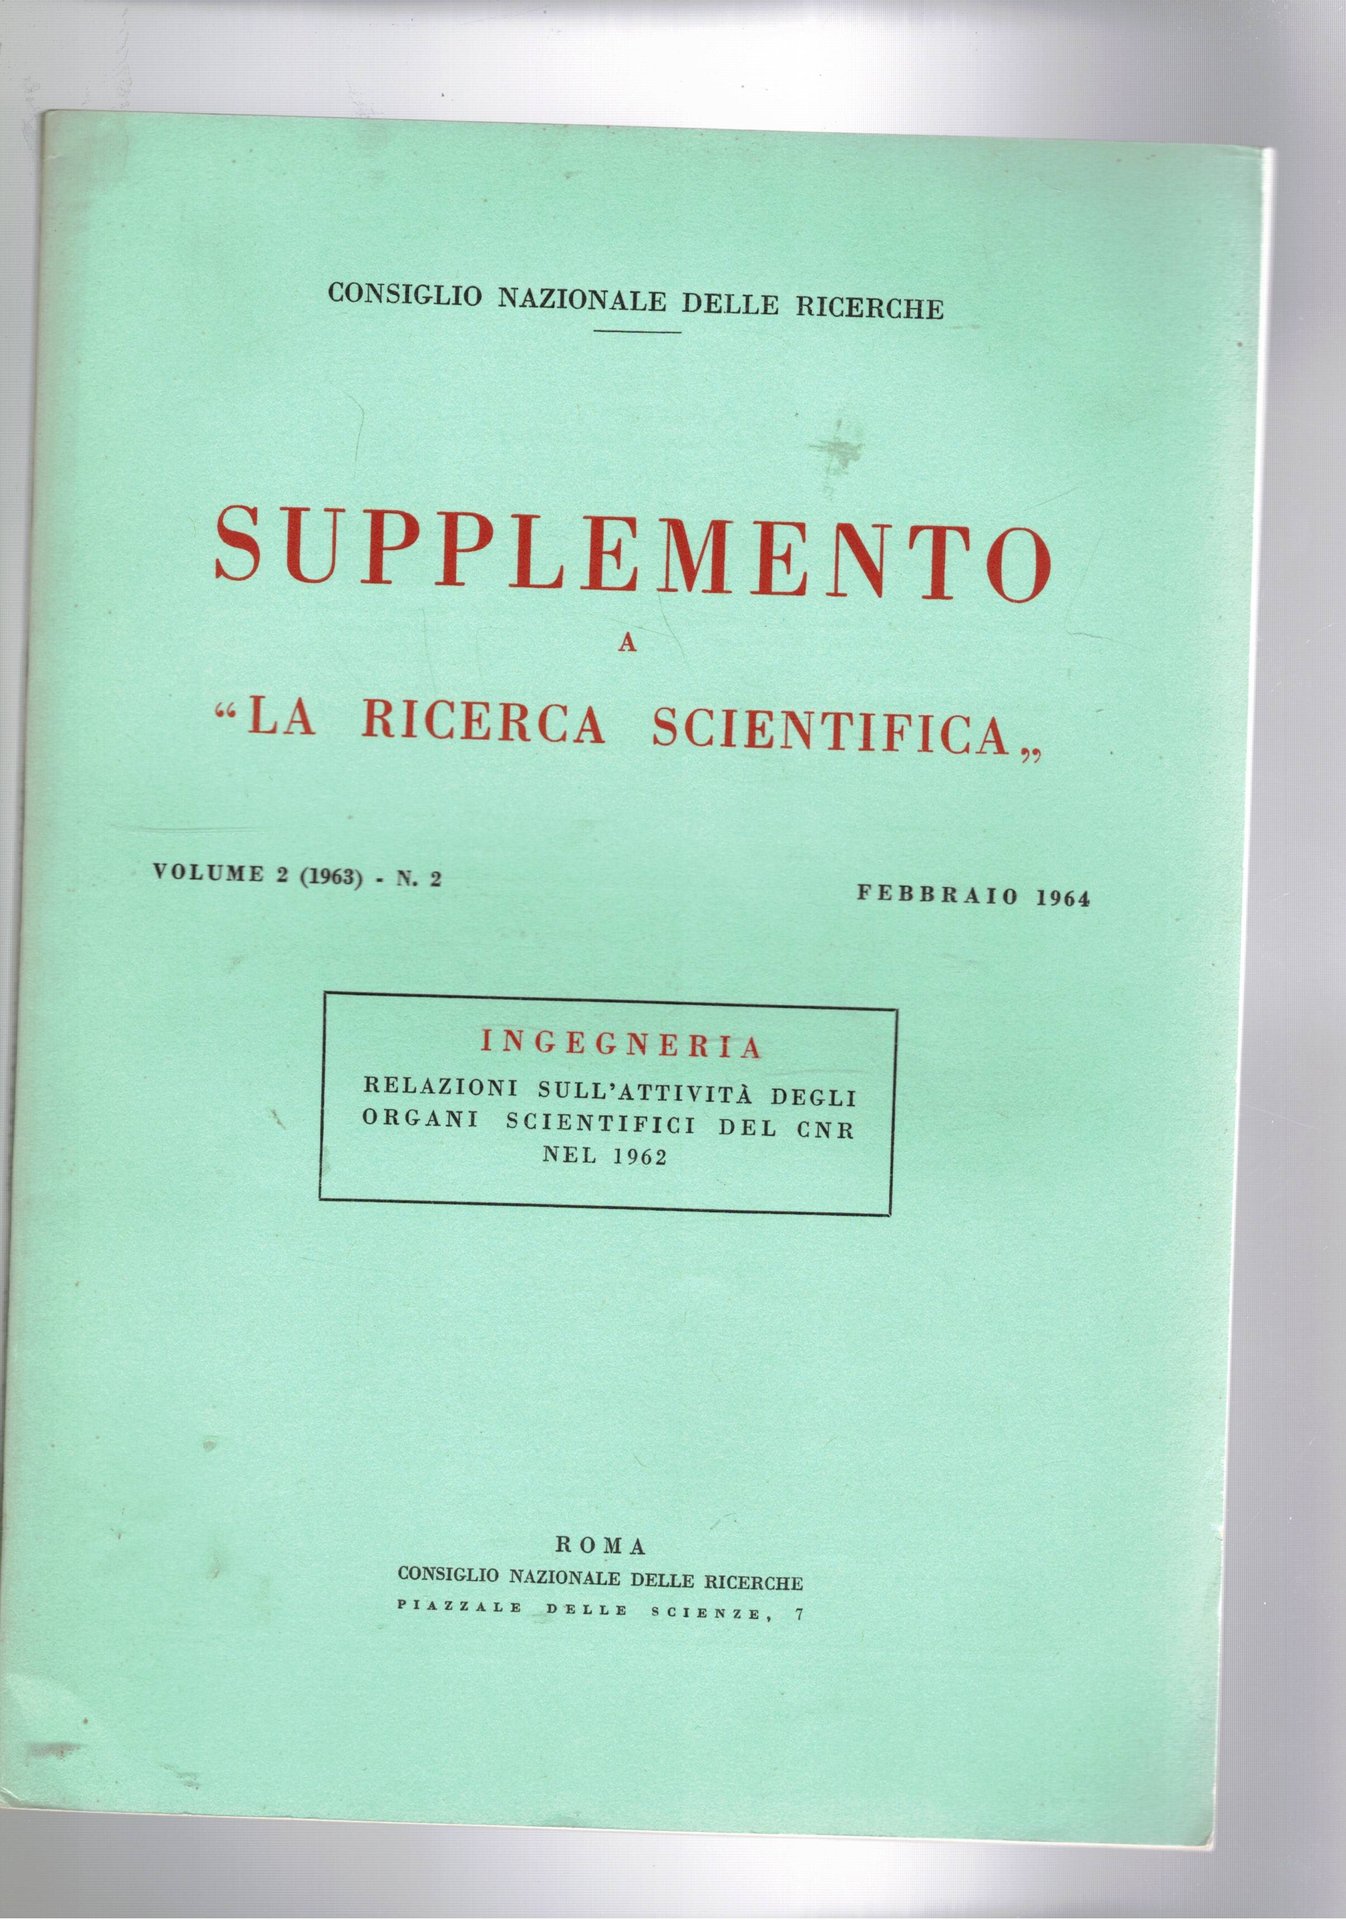 CONSIGLIO NAZIONALE DELLE RICERCHE
SUPPLEMENTO
A
“LA RICERCA SCIENTIFICA„
VOLUME 2 (1963) - N. 2
FEBBRAIO 1964
INGEGNERIA
RELAZIONI SULL'ATTIVITÀ DEGLI
ORGANI SCIENTIFICI DEL CNR
NEL 1962
ROMA
CONSIGLIO NAZIONALE DELLE RICERCHE
PIAZZALE DELLE SCIENZE, 7